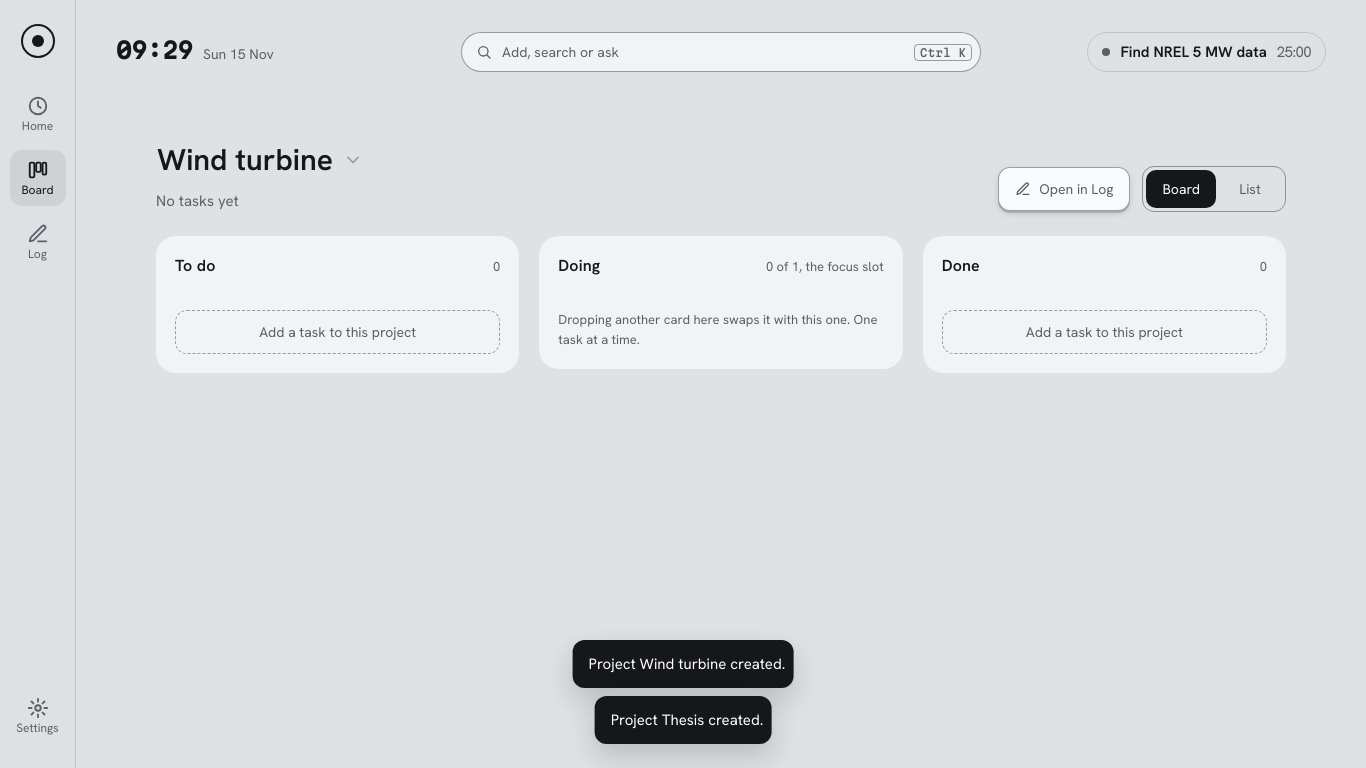 09:29 Sun 15 Nov
Add, search or ask
Ctrl K
Find NREL 5 MW data 25:00
Home
Board
Log
Settings
Wind turbine
No tasks yet
Open in Log
Board
List
To do
0
Add a task to this project
Doing
0 of 1, the focus slot
Dropping another card here swaps it with this one. One
task at a time.
Done
0
Add a task to this project
Project Wind turbine created.
Project Thesis created.